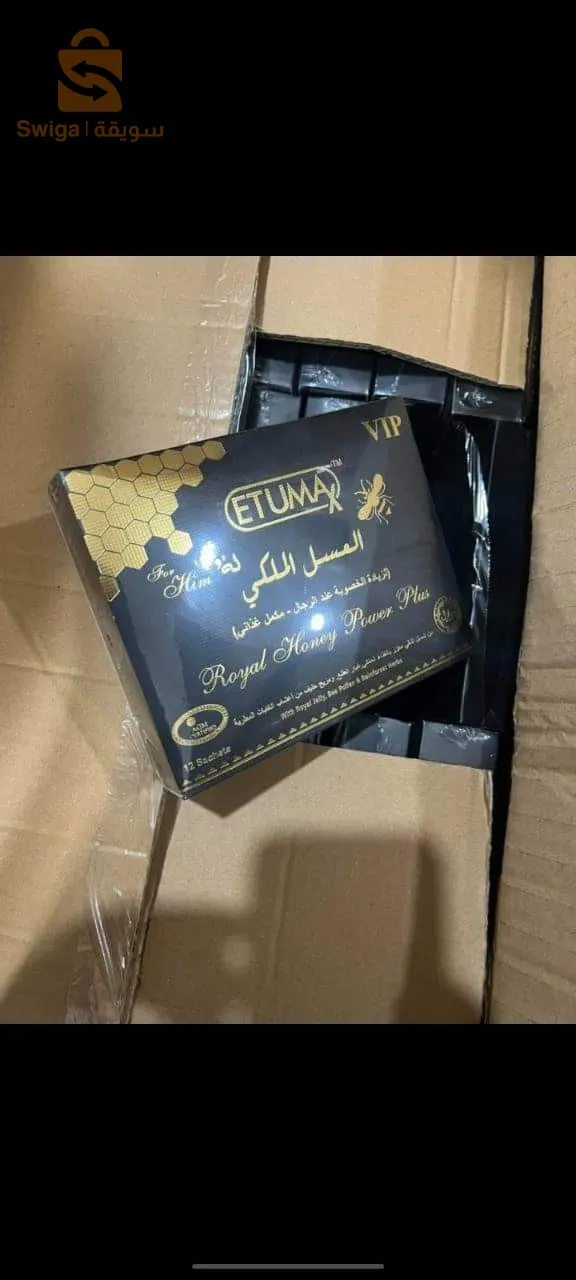 Swiga | سويقة
VIP
ETUMAX™
For Him له
العسل الملكي
(لزيادة الخصوبة عند الرجال - مكمل غذائي)
Royal Honey Power Plus
With Royal Jelly, Bee Pollen & Rainforest Herbs
12 Sachets